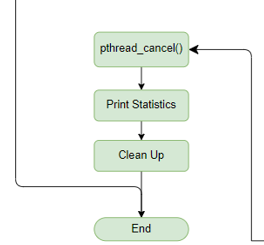 pthread_cancel()
Print Statistics
Clean Up
End